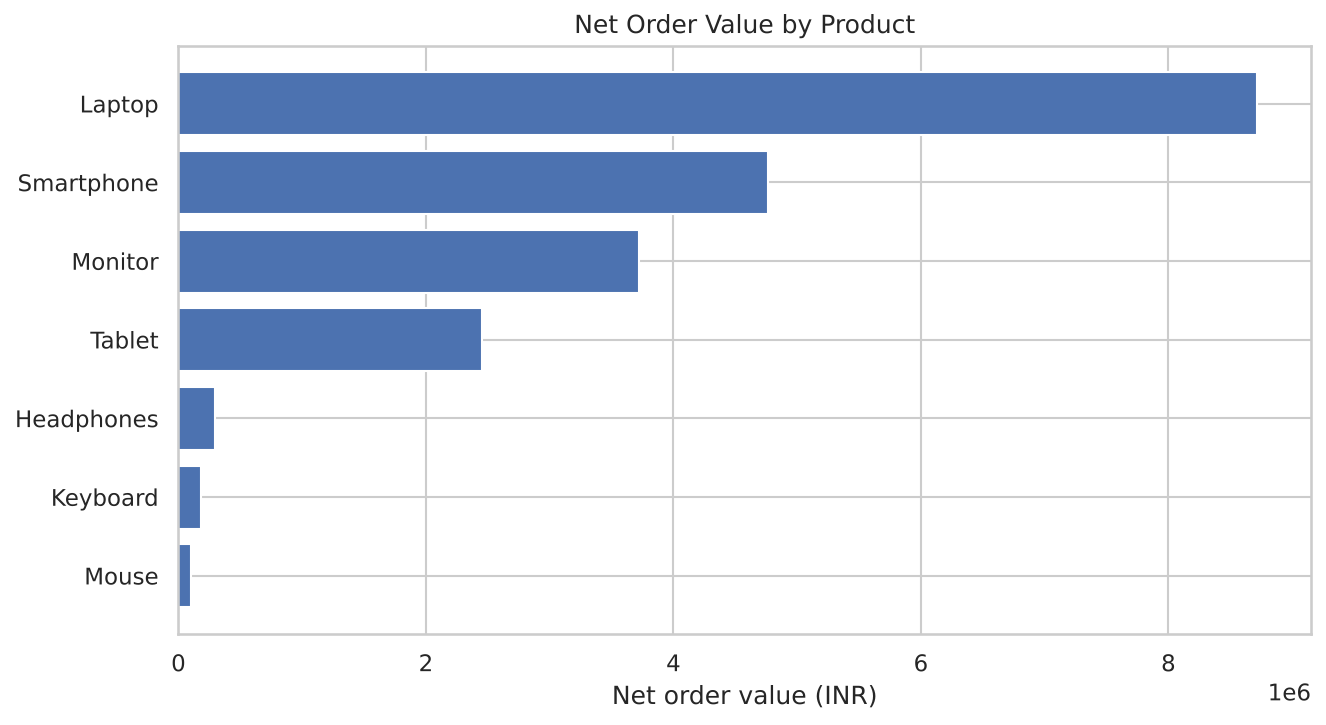 Net Order Value by Product
Laptop
Smartphone
Monitor
Tablet
Headphones
Keyboard
Mouse
0 2 4 6 8
1e6
Net order value (INR)